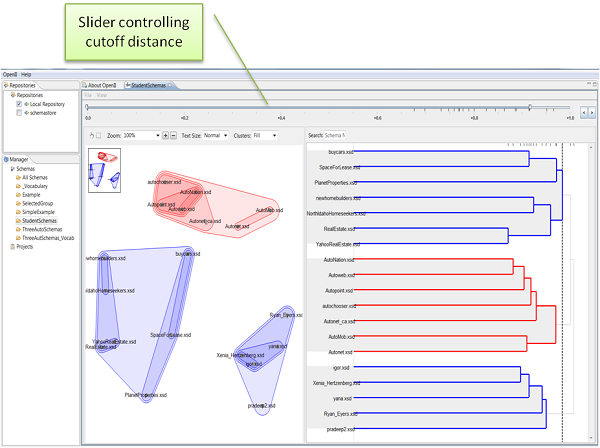 Slider controlling
cutoff distance
OpenII Help
Repositories
Repositories
Local Repository
schemastore
Manager
Schemas
All Schemas
_Vocabulary
Example
SelectedGroup
SimpleExample
StudentSchemas
ThreeAutoSchemas
ThreeAutSchemas_Vocab
Projects
About OpenII StudentSchemas
File View
0.0 +0.2 +0.4 +0.6 +0.8 +1.0
Zoom: 100% Text Size: Normal Clusters: Fill
autochooser.xsd
AutoNation.xsd
Autopoint.xsd
Autoweb.xsd
AutoMob.xsd
Autonet_ca.xsd
Autonet.xsd
buycars.xsd
whomebuilders.xsd
ildahoHomeseekers.xsd
Ryan_Eyers.xsd
YahooRealEstate.xsd
RealEstate.xsd
SpaceForLease.xsd
yana.xsd
Xenia_Hertzenberg.xsd
igor.xsd
PlanetProperties.xsd
pradeep2.xsd
Search: Schema N
buycars.xsd
SpaceForLease.xsd
PlanetProperties.xsd
newhomebuilders.xsd
NorthIdahoHomeseekers.xsd
RealEstate.xsd
YahooRealEstate.xsd
AutoNation.xsd
Autoweb.xsd
Autopoint.xsd
autochooser.xsd
Autonet_ca.xsd
AutoMob.xsd
Autonet.xsd
igor.xsd
Xenia_Hertzenberg.xsd
yana.xsd
Ryan_Eyers.xsd
pradeep2.xsd